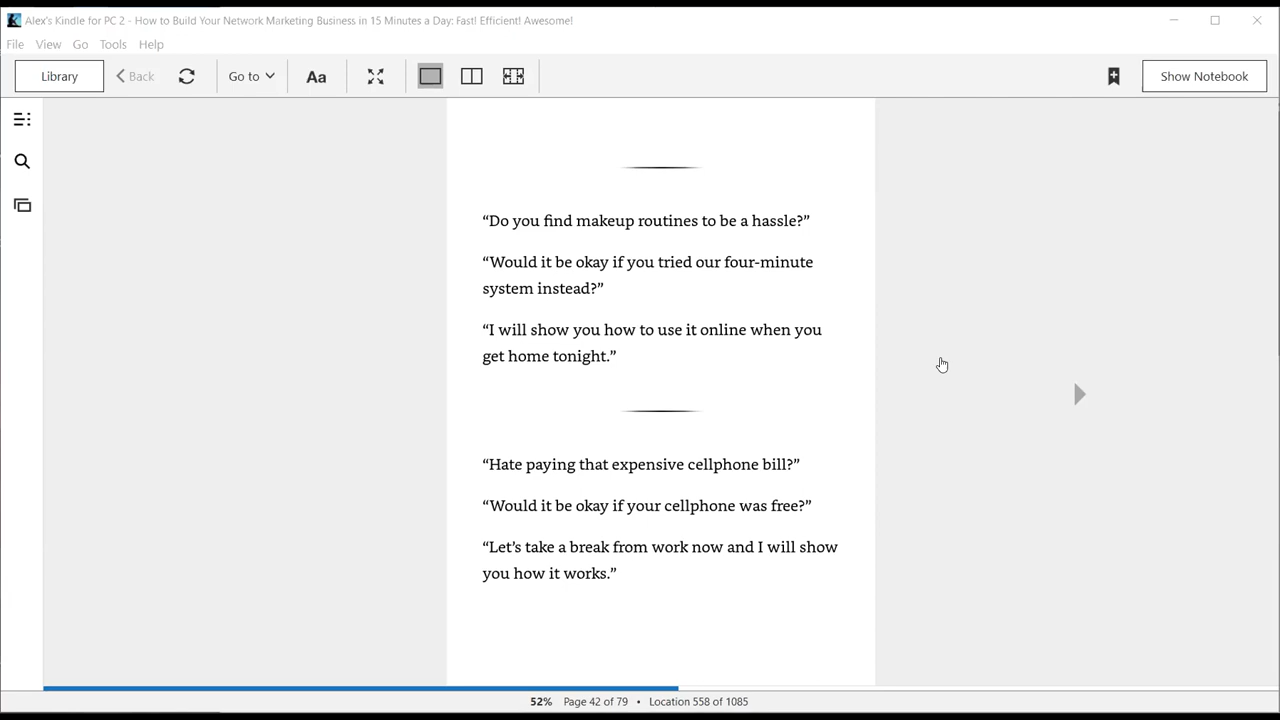 Alex's Kindle for PC 2 - How to Build Your Network Marketing Business in 15 Minutes a Day: Fast! Efficient! Awesome!
File View Go Tools Help
Library Back Go to Aa Show Notebook
“Do you find makeup routines to be a hassle?”
“Would it be okay if you tried our four-minute
system instead?”
“I will show you how to use it online when you
get home tonight.”
“Hate paying that expensive cellphone bill?”
“Would it be okay if your cellphone was free?”
“Let’s take a break from work now and I will show
you how it works.”
52% Page 42 of 79 • Location 558 of 1085